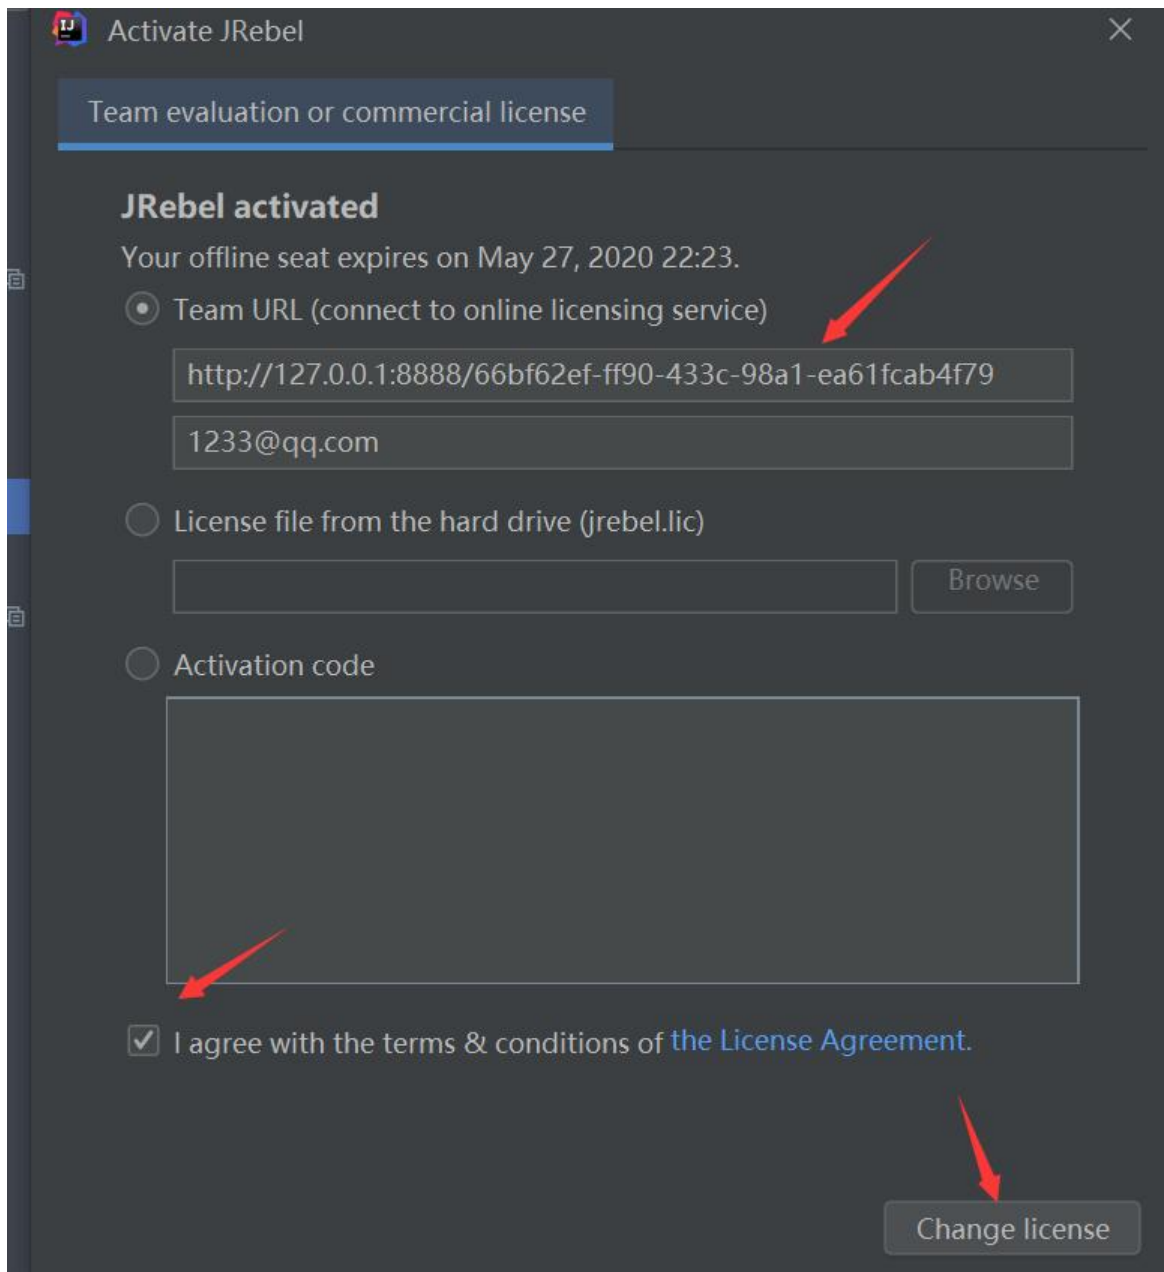 IJ
Activate JRebel
Team evaluation or commercial license
JRebel activated
Your offline seat expires on May 27, 2020 22:23.
Team URL (connect to online licensing service)
http://127.0.0.1:8888/66bf62ef-ff90-433c-98a1-ea61fcab4f79
1233@qq.com
License file from the hard drive (jrebel.lic)
Browse
Activation code
I agree with the terms & conditions of the License Agreement.
Change license